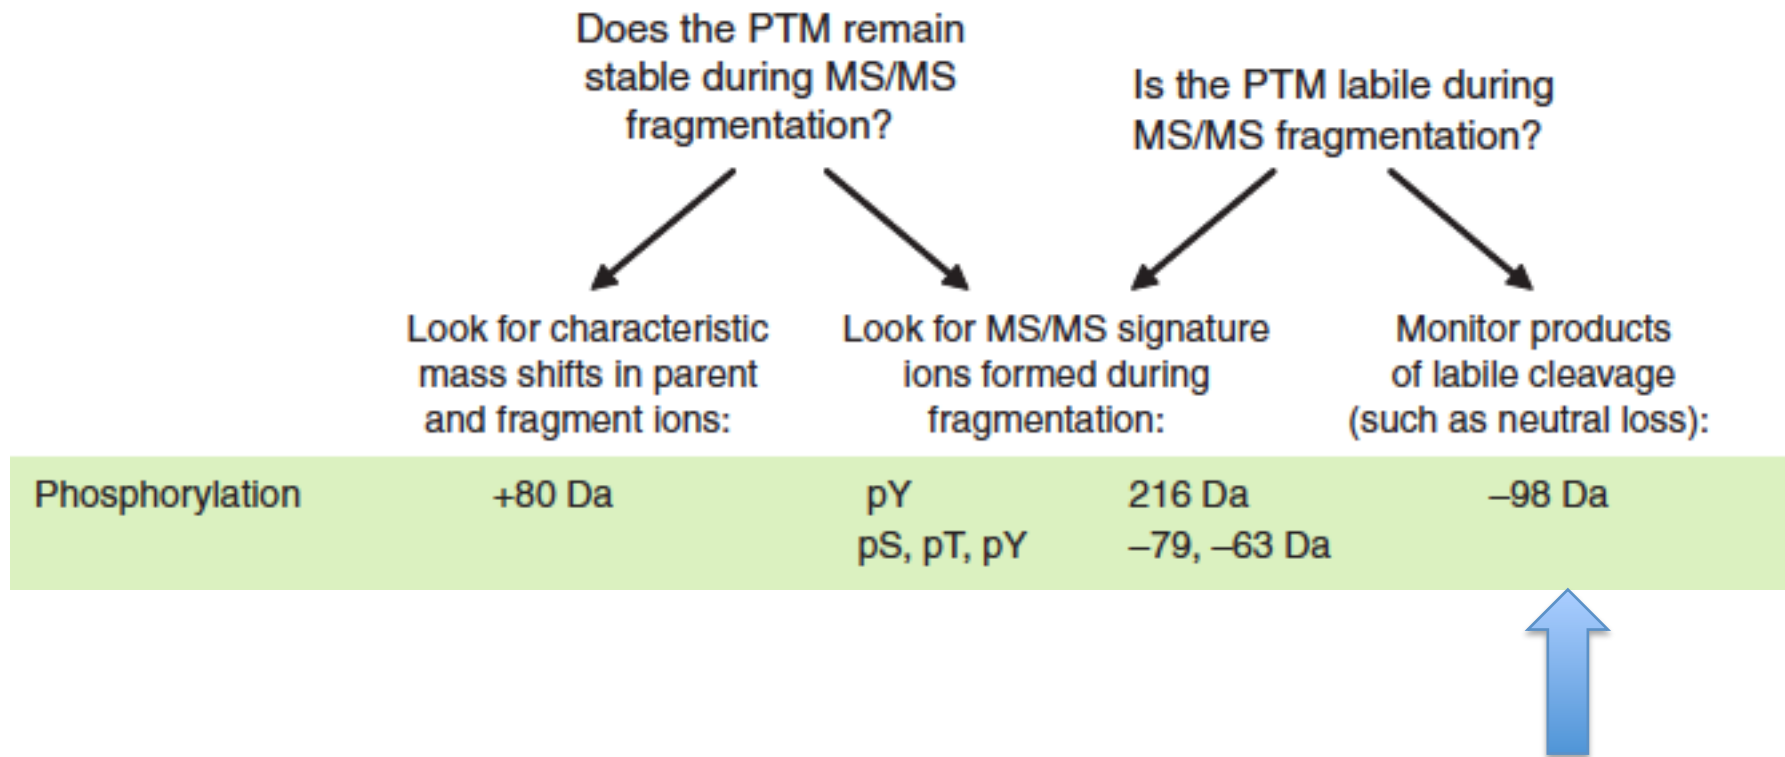 Does the PTM remain
stable during MS/MS
fragmentation?
Is the PTM labile during
MS/MS fragmentation?
Look for characteristic
mass shifts in parent
and fragment ions:
Look for MS/MS signature
ions formed during
fragmentation:
Monitor products
of labile cleavage
(such as neutral loss):
Phosphorylation +80 Da pY 216 Da –98 Da
pS, pT, pY –79, –63 Da